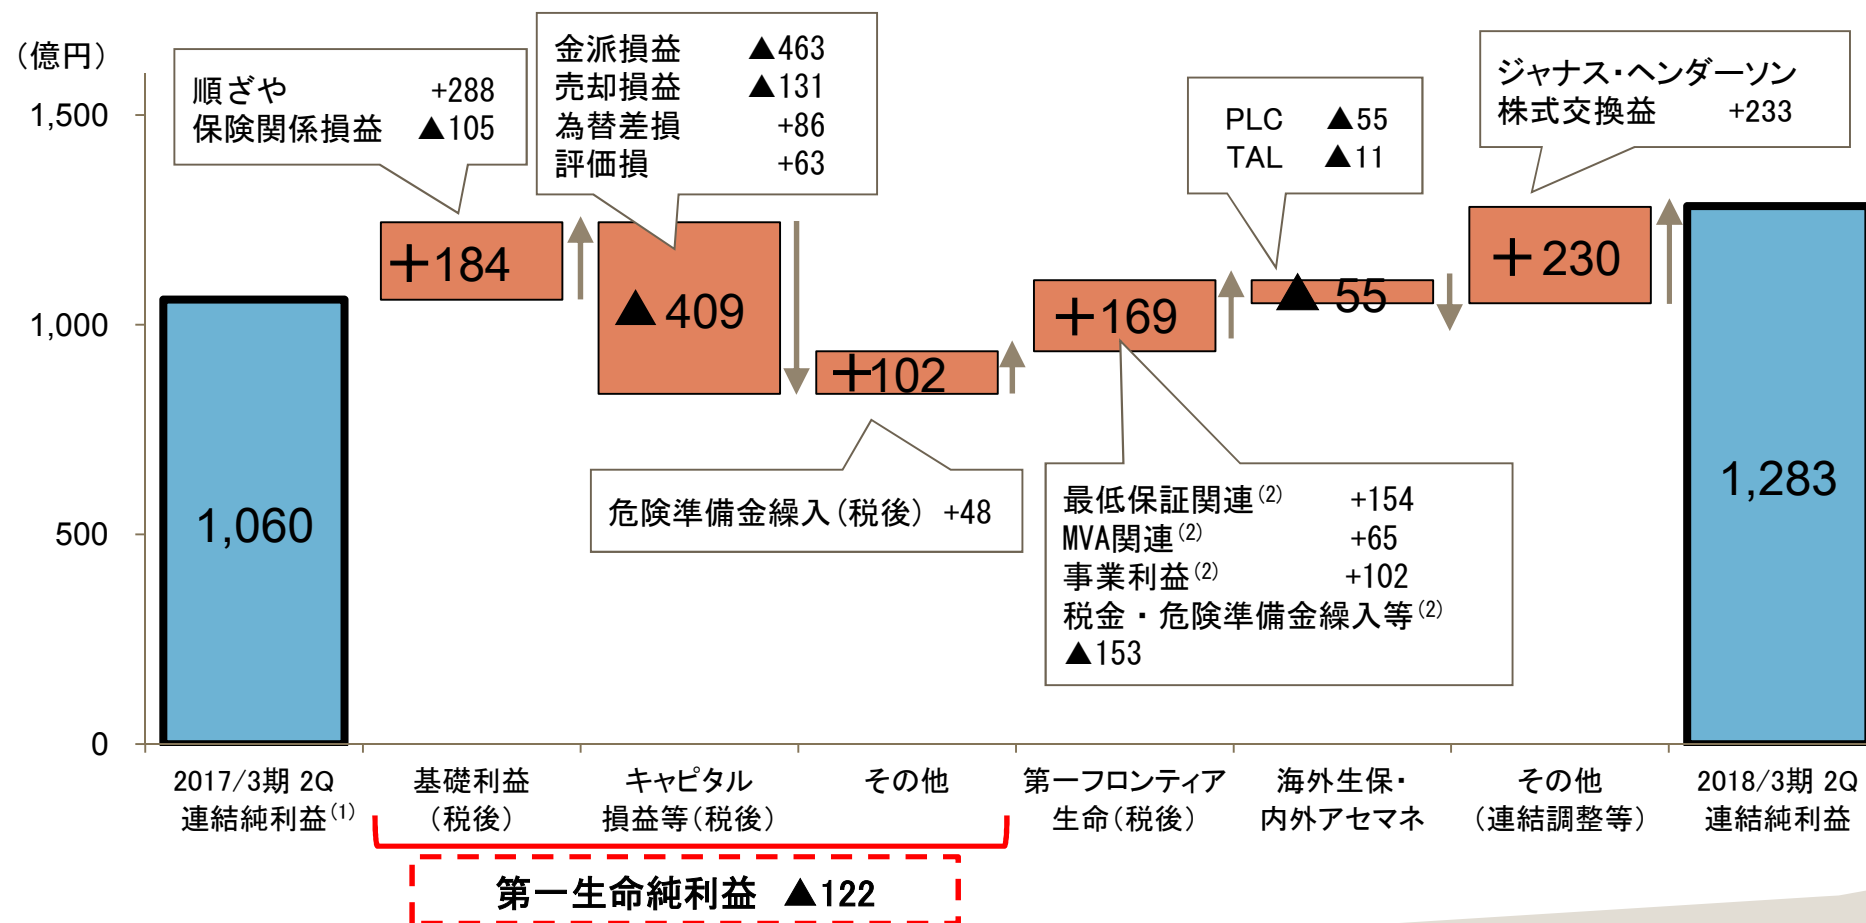 （億円）
1,500
1,000
500
0
順ざや +288
保険関係損益 ▲105
金派損益 ▲463
売却損益 ▲131
為替差損 +86
評価損 +63
PLC ▲55
TAL ▲11
ジャナス・ヘンダーソン
株式交換益 +233
1,060
＋184
▲409
＋102
＋169
▲55
＋230
1,283
危険準備金繰入（税後） +48
最低保証関連(2) +154
MVA関連(2) +65
事業利益(2) +102
税金・危険準備金繰入等(2)
▲153
2017/3期 2Q
連結純利益(1)
基礎利益
（税後）
キャピタル
損益等（税後）
その他
第一フロンティア
生命（税後）
海外生保・
内外アセマネ
その他
（連結調整等）
2018/3期 2Q
連結純利益
第一生命純利益 ▲122